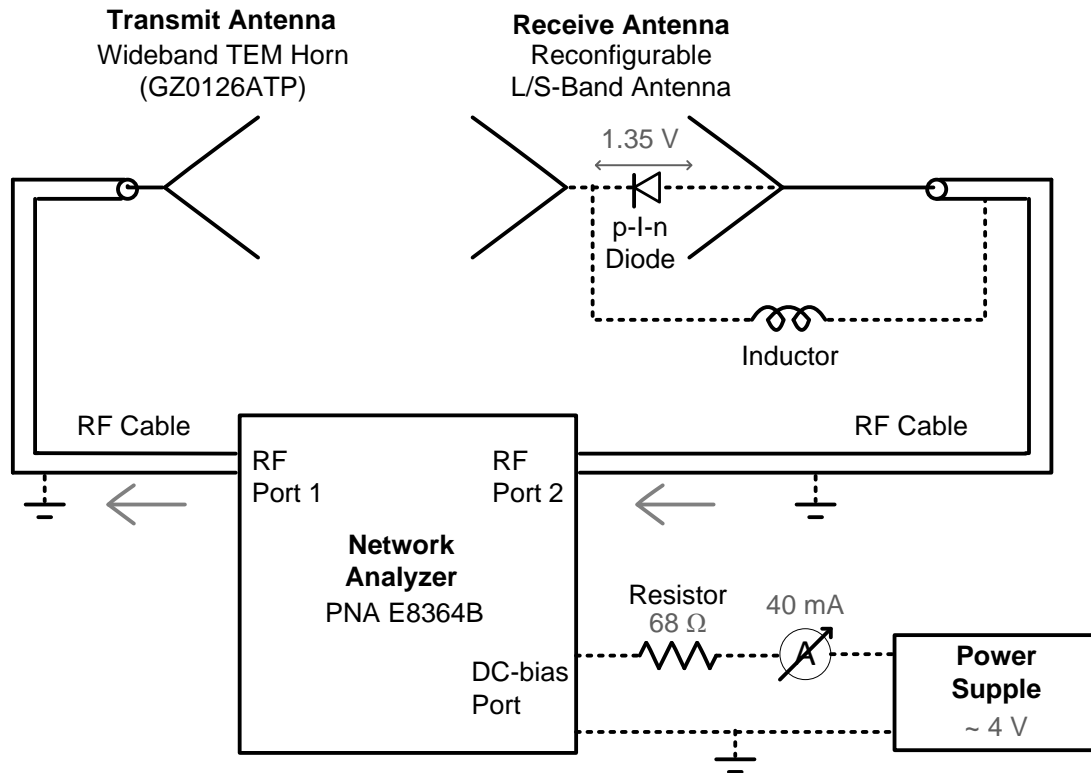 Transmit Antenna
Wideband TEM Horn
(GZ0126ATP)
Receive Antenna
Reconfigurable
L/S-Band Antenna
1.35 V
p-I-n
Diode
Inductor
RF Cable
RF Cable
RF
Port 1
RF
Port 2
Network
Analyzer
PNA E8364B
DC-bias
Port
Resistor
68 Ω
40 mA
A
Power
Supple
~ 4 V